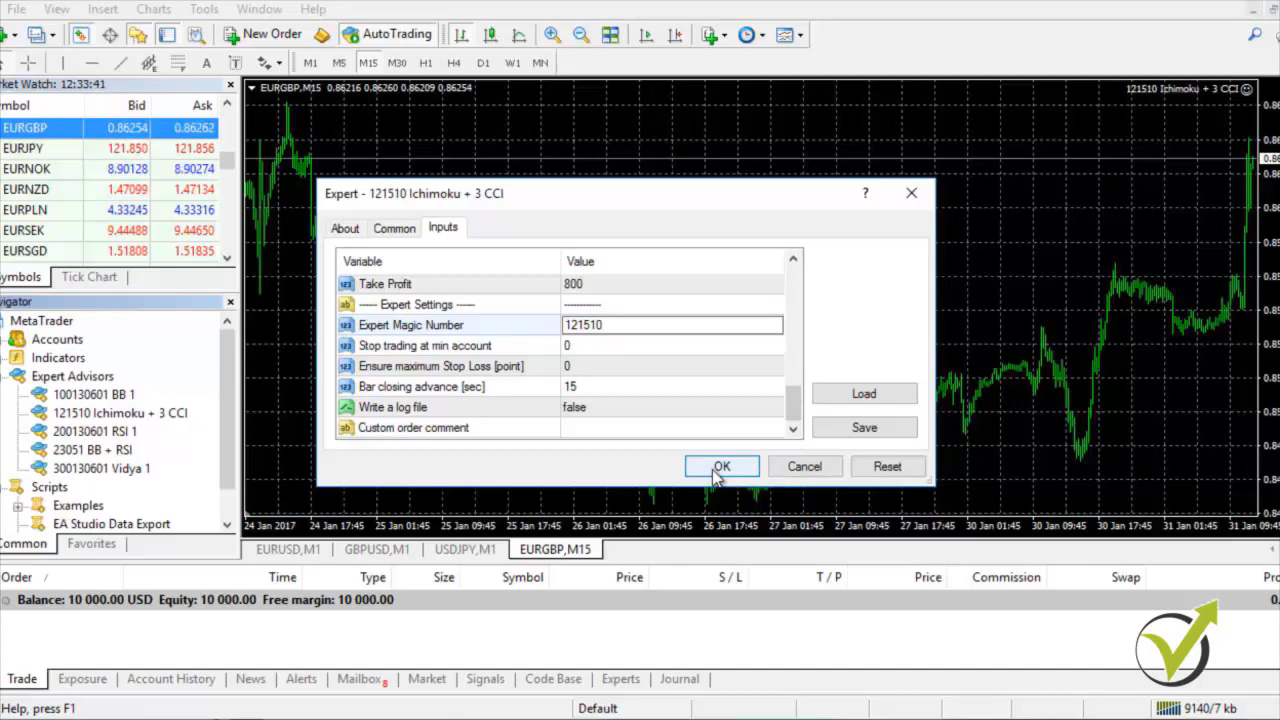 File View Insert Charts Tools Window Help
New Order AutoTrading
A T M1 M5 M15 M30 H1 H4 D1 W1 MN
rket Watch: 12:33:41
ymbol Bid Ask
EURGBP 0.86254 0.86262
EURJPY 121.850 121.856
EURNOK 8.90128 8.90274
EURNZD 1.47099 1.47134
EURPLN 4.33245 4.33316
EURSEK 9.44488 9.44650
EURSGD 1.51808 1.51835
ymbols Tick Chart
vigator
MetaTrader
Accounts
Indicators
Expert Advisors
100130601 BB 1
121510 Ichimoku + 3 CCI
200130601 RSI 1
23051 BB + RSI
300130601 Vidya 1
Scripts
Examples
EA Studio Data Export
Common Favorites
EURGBP,M15 0.86216 0.86260 0.86209 0.86254
121510 Ichimoku + 3 CCI
Expert - 121510 Ichimoku + 3 CCI ?
About Common Inputs
Variable Value
Take Profit 800
------ Expert Settings ------ ------------
Expert Magic Number 121510
Stop trading at min account 0
Ensure maximum Stop Loss [point] 0
Bar closing advance [sec] 15
Write a log file false
Custom order comment
Load
Save
OK Cancel Reset
24 Jan 2017 24 Jan 17:45 25 Jan 01:45 25 Jan 09:45 25 Jan 17:45 26 Jan 01:45 26 Jan 09:45 26 Jan 17:45 27 Jan 01:45 27 Jan 09:45 27 Jan 17:45 30 Jan 01:45 30 Jan 09:45 30 Jan 17:45 31 Jan 01:45 31 Jan 09:45
EURUSD,M1 GBPUSD,M1 USDJPY,M1 EURGBP,M15
Order / Time Type Size Symbol Price S / L T / P Price Commission Swap Pro
Balance: 10 000.00 USD Equity: 10 000.00 Free margin: 10 000.00 0.
Trade Exposure Account History News Alerts Mailbox 8 Market Signals Code Base Experts Journal
Help, press F1 Default 9140/7 kb